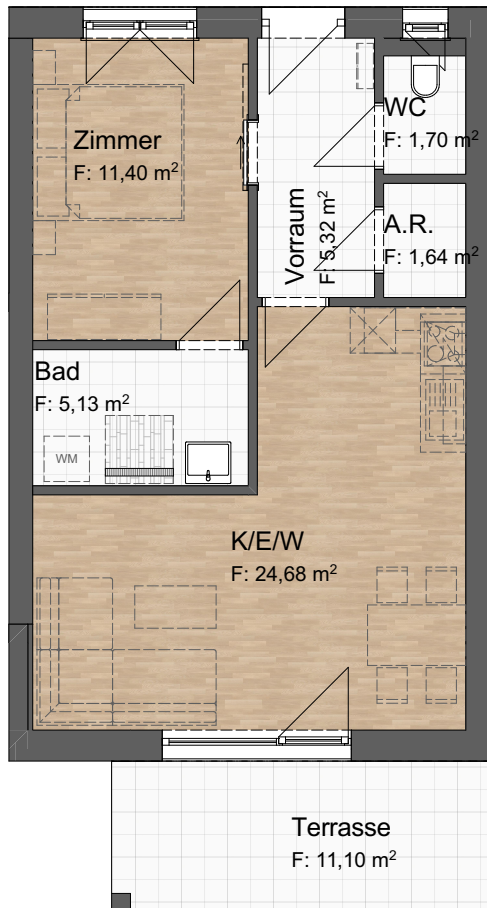 Zimmer
F: 11,40 m²
WC
F: 1,70 m²
Vorraum
F: 5,32 m²
A.R.
F: 1,64 m²
Bad
F: 5,13 m²
WM
K/E/W
F: 24,68 m²
Terrasse
F: 11,10 m²